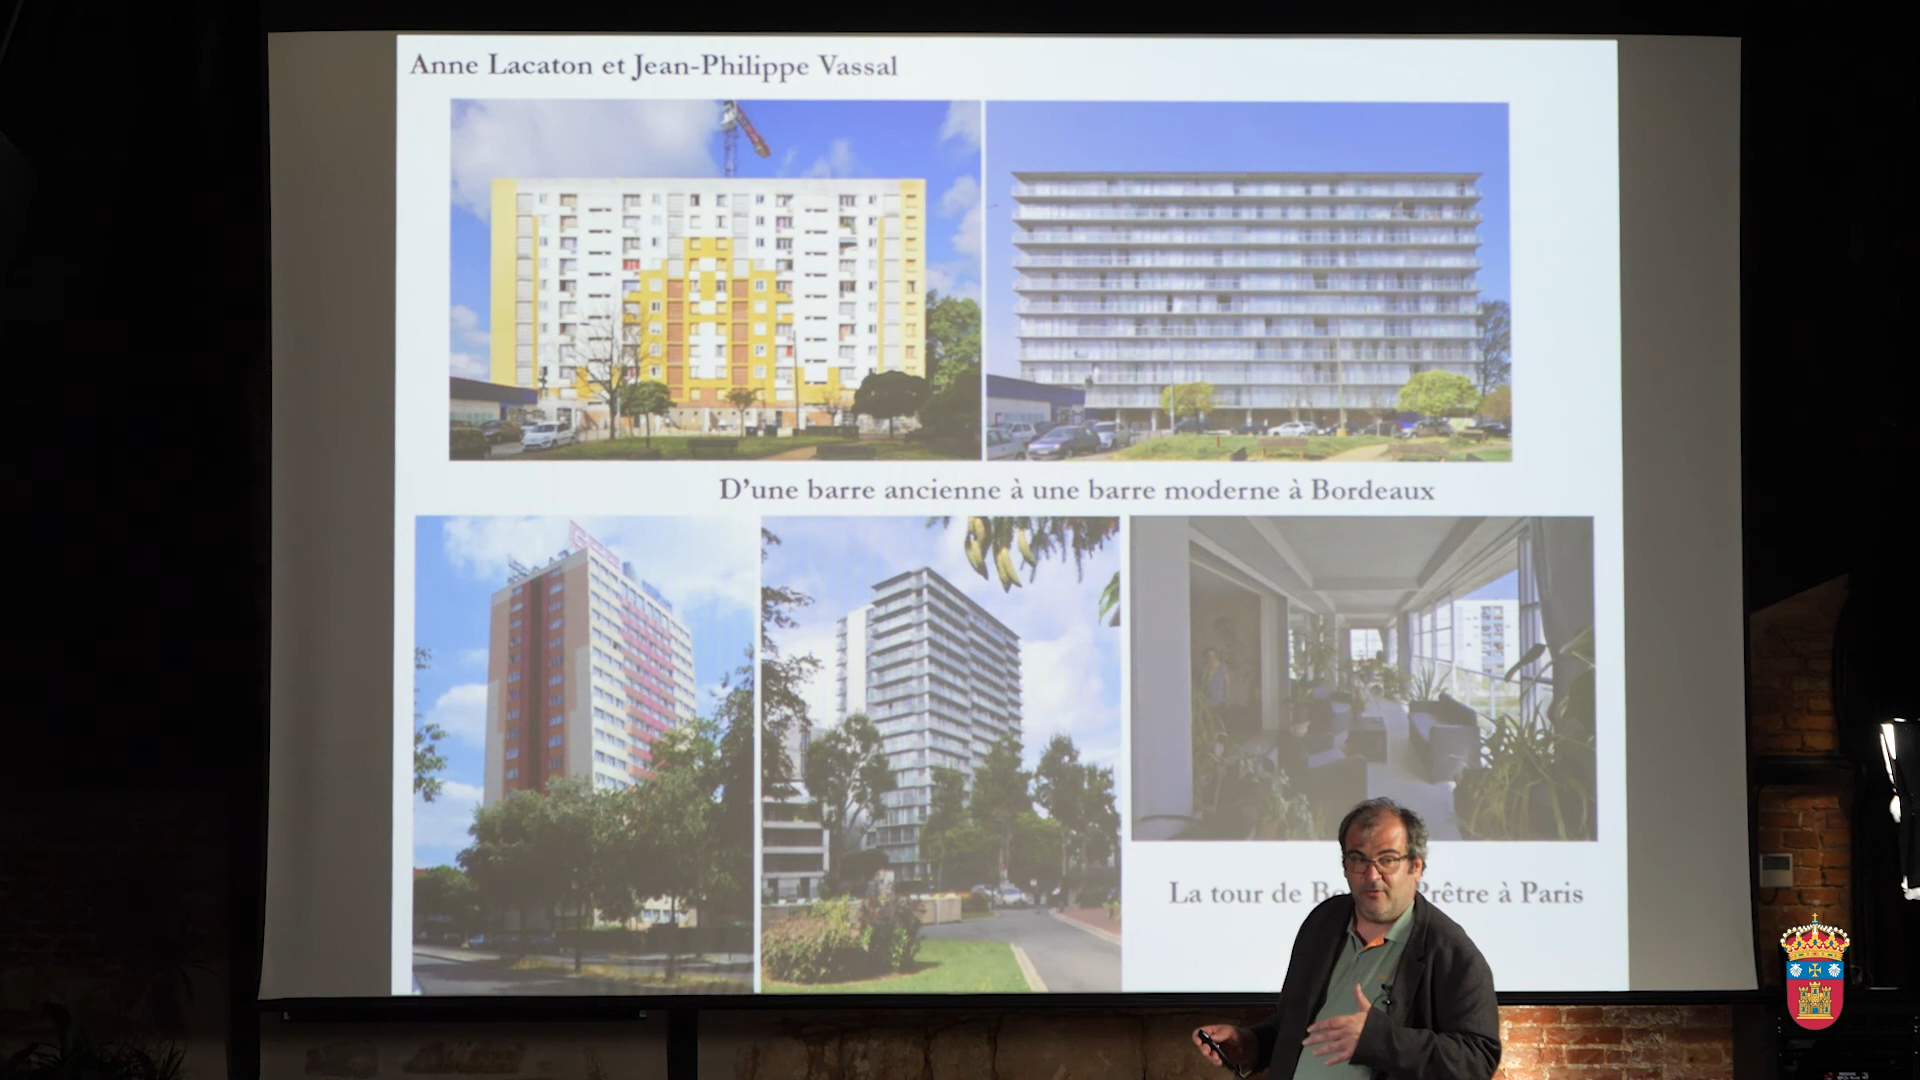 Anne Lacaton et Jean-Philippe Vassal
D'une barre ancienne à une barre moderne à Bordeaux
La tour de Prêtre à Paris